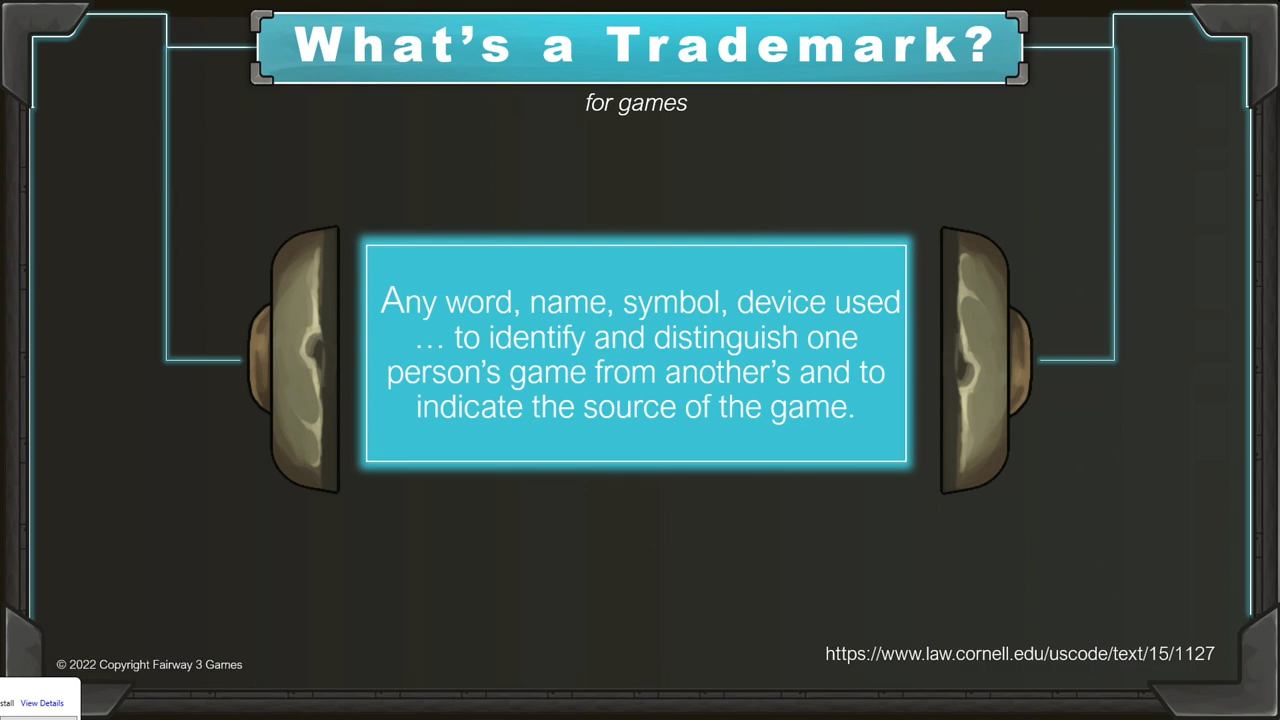 What's a Trademark?
for games
Any word, name, symbol, device used
… to identify and distinguish one
person's game from another's and to
indicate the source of the game.
https://www.law.cornell.edu/uscode/text/15/1127
© 2022 Copyright Fairway 3 Games
stall View Details